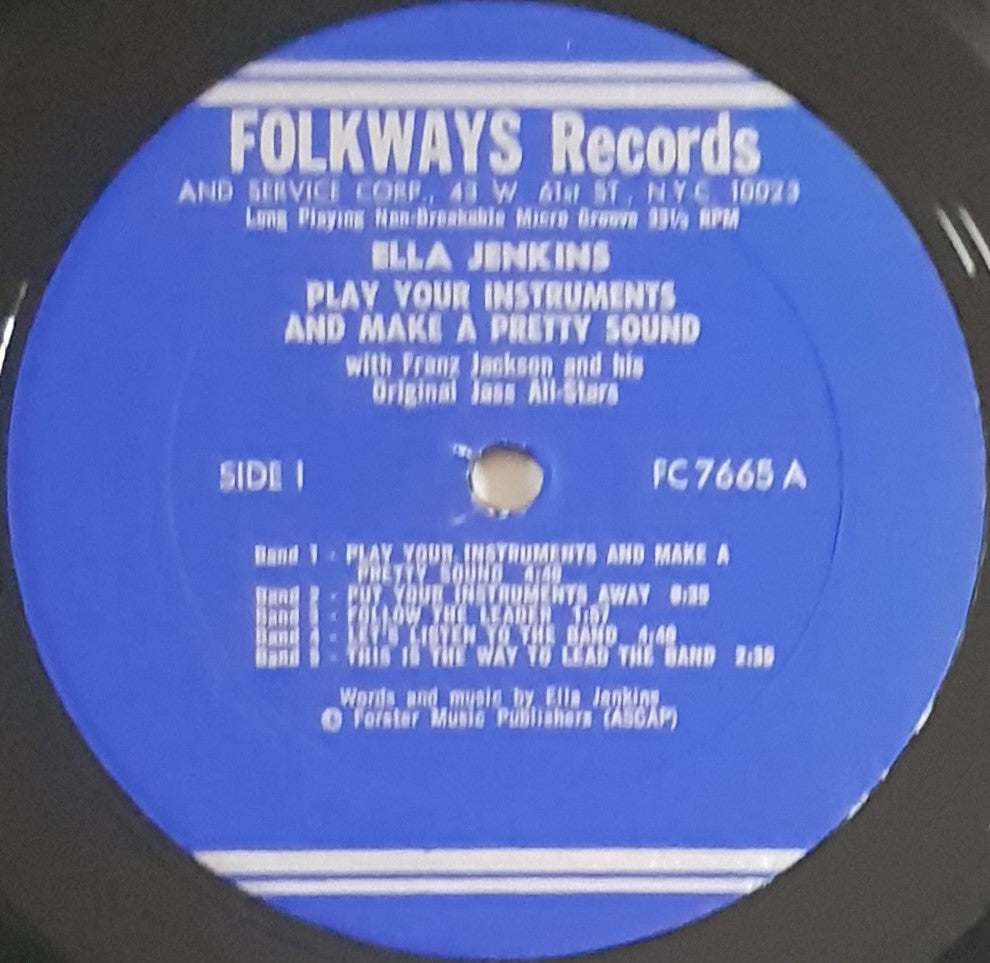 FOLKWAYS Records
AND SERVICE CORP., 43 W. 61st ST., N.Y.C. 10023
Long Playing Non-Breakable Micro Groove 33⅓ RPM
ELLA JENKINS
PLAY YOUR INSTRUMENTS
AND MAKE A PRETTY SOUND
with Franz Jackson and his
Original Jass All-Stars
SIDE I
FC 7665 A
Band 1 - PLAY YOUR INSTRUMENTS AND MAKE A
PRETTY SOUND 4:40
Band 2 - PUT YOUR INSTRUMENTS AWAY
Band 3 - FOLLOW THE LEADER 1:57
Band 4 - LET'S LISTEN TO THE BAND
Band 5 - THIS IS THE WAY TO LEAD THE BAND
Words and music by Ella Jenkins
© Forster Music Publishers (ASCAP)